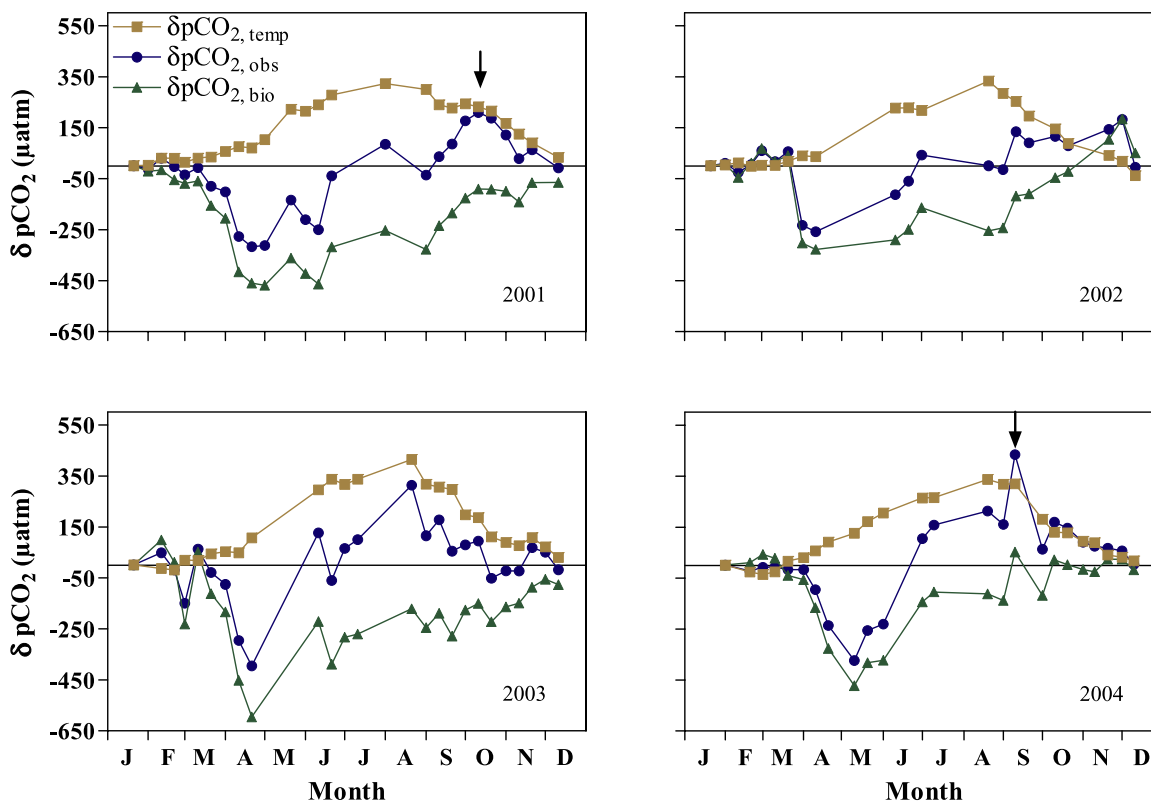 δpCO2, temp
δpCO2, obs
δpCO2, bio
δ pCO2 (µatm)
550
350
150
-50
-250
-450
-650
2001
2002
δ pCO2 (µatm)
550
350
150
-50
-250
-450
-650
2003
2004
J F M A M J J A S O N D
J F M A M J J A S O N D
Month
Month